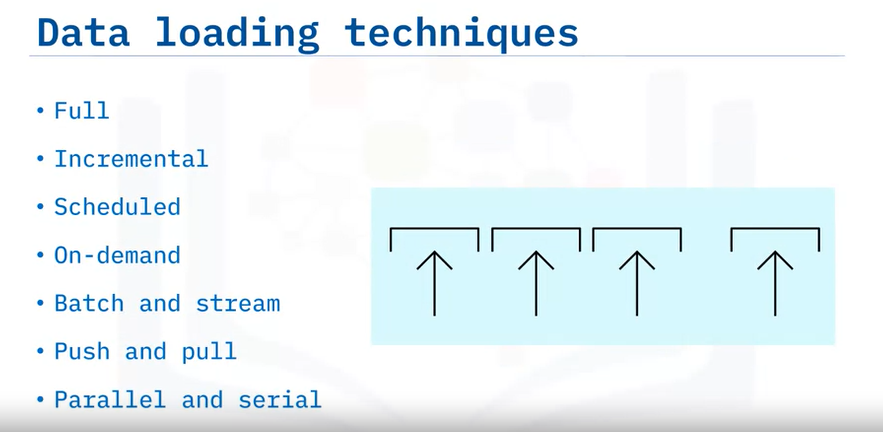 Data loading techniques
• Full
• Incremental
• Scheduled
• On-demand
• Batch and stream
• Push and pull
• Parallel and serial